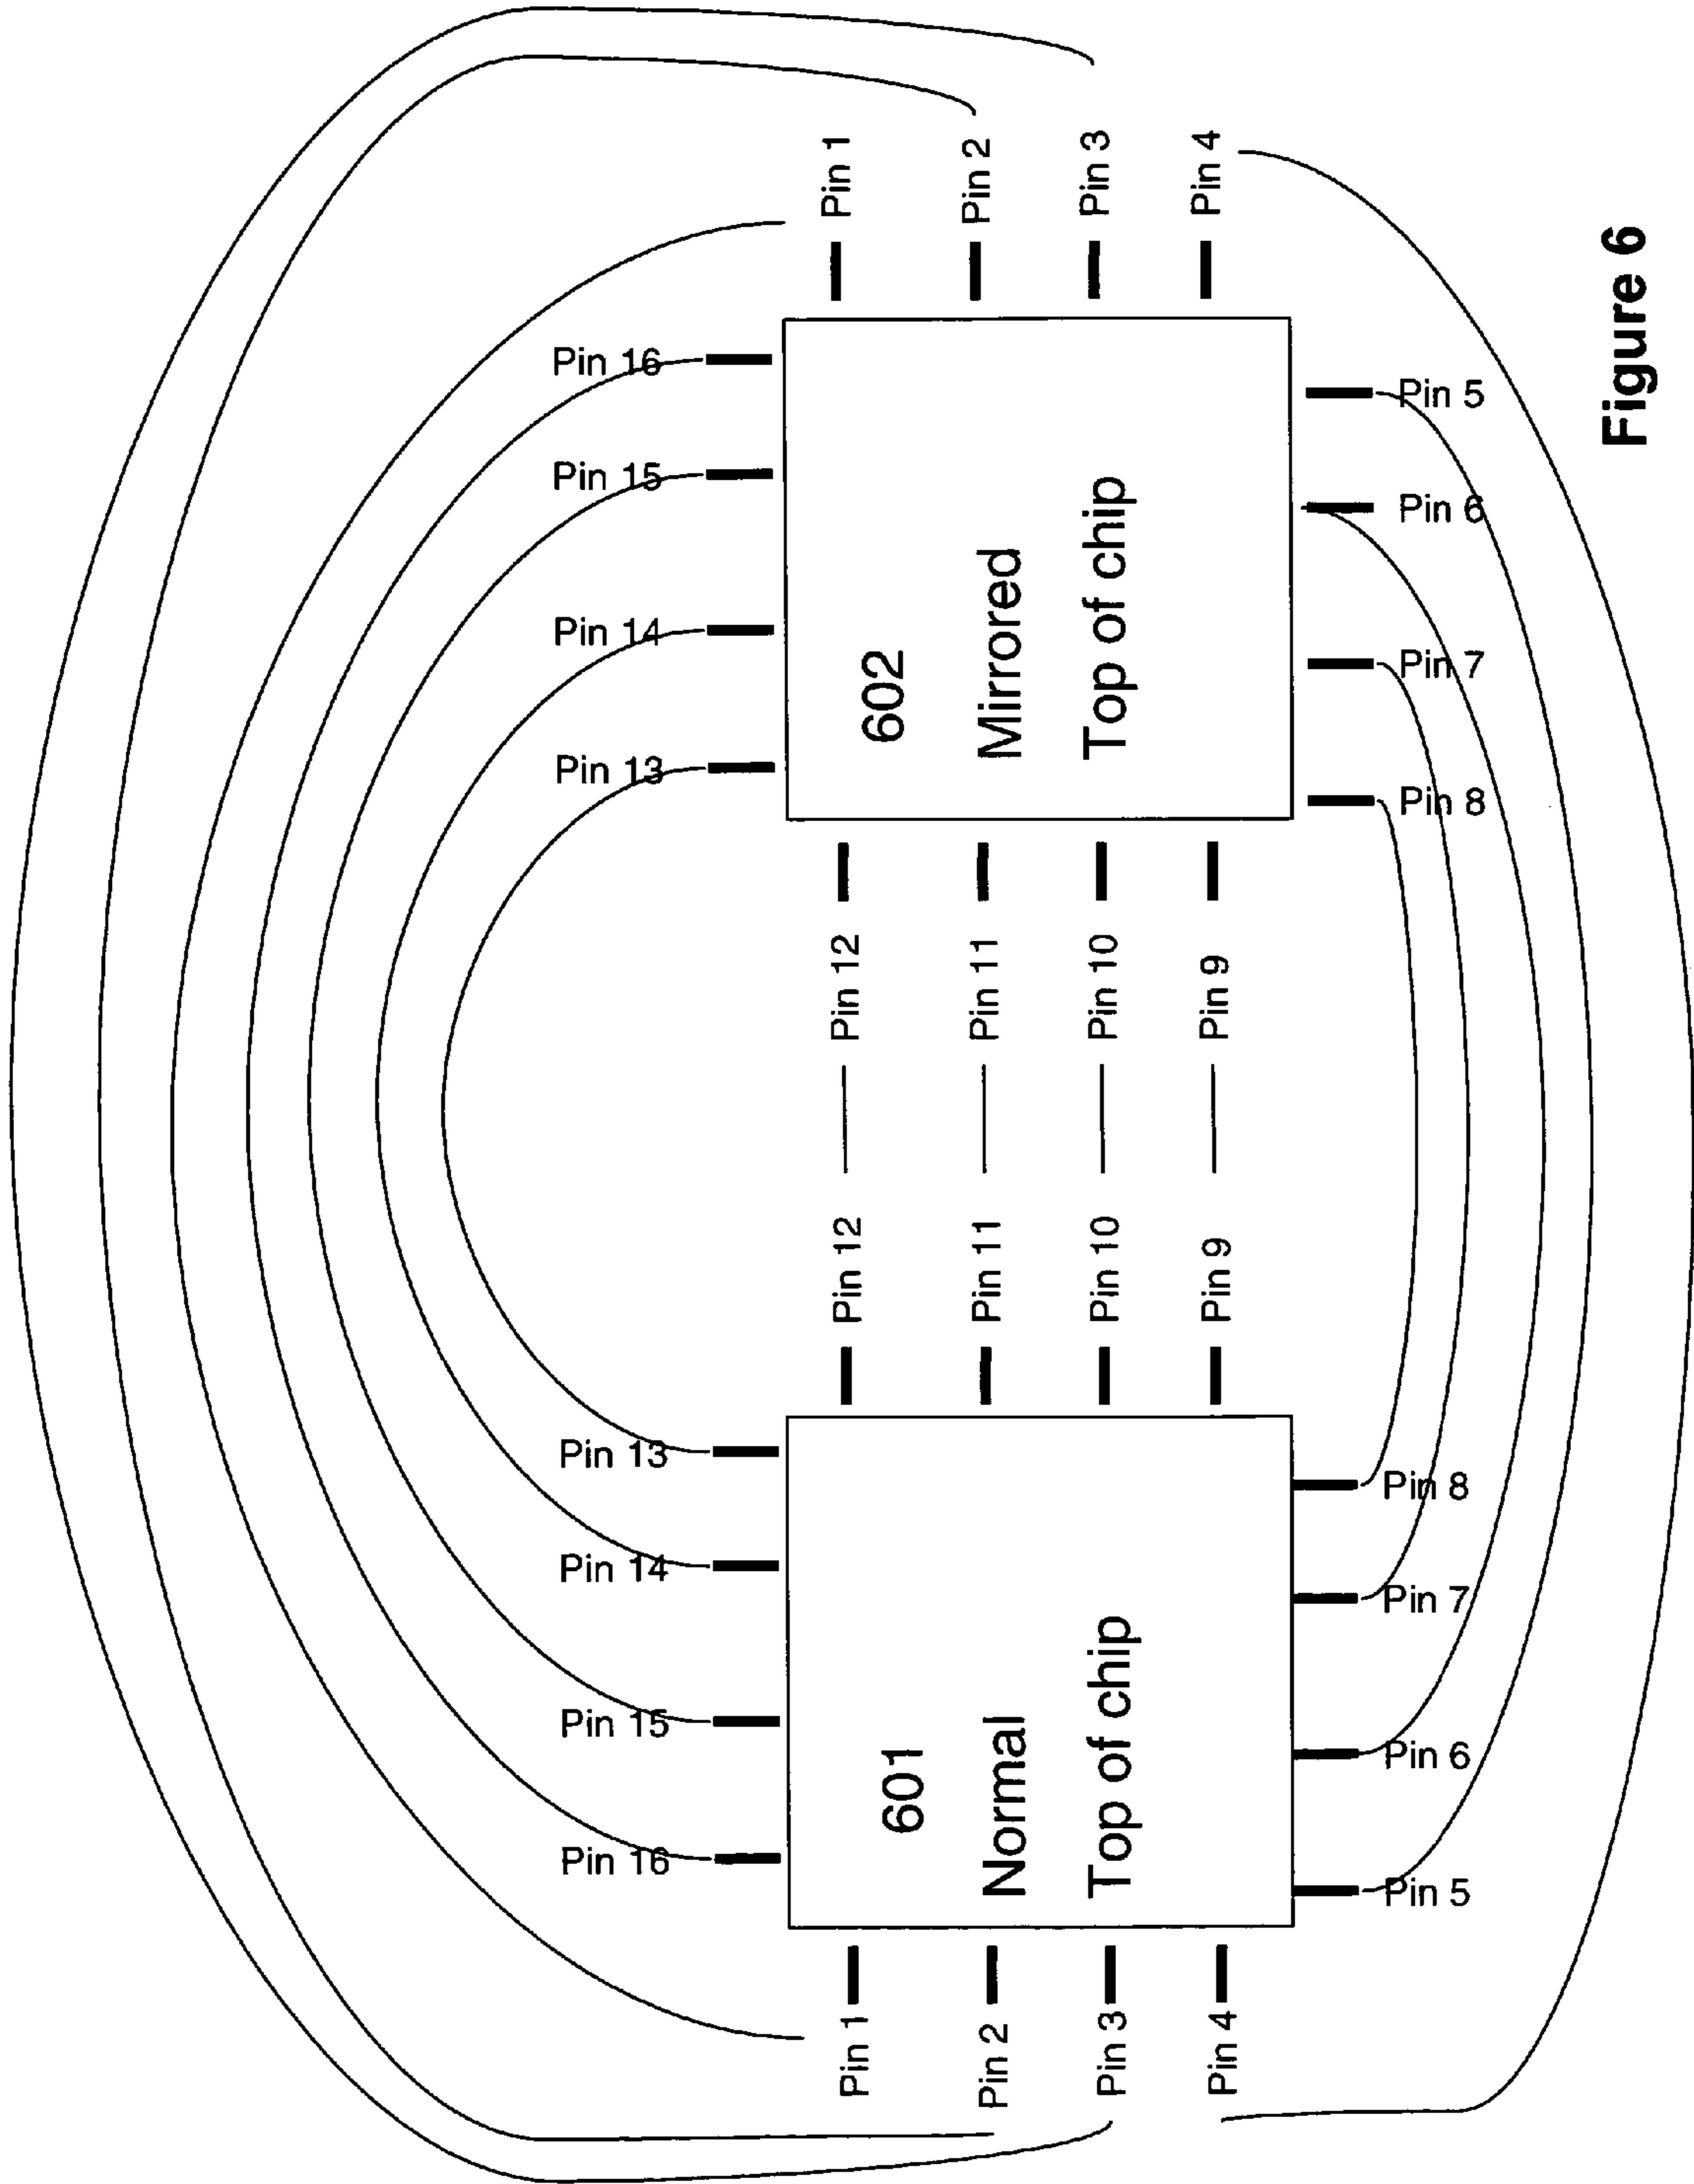 Pin 16
Pin 15
Pin 14
Pin 13
Pin 1
Pin 2
Pin 3
Pin 4
602
Mirrored
Top of chip
Pin 5
Pin 6
Pin 7
Pin 8
Pin 12
Pin 11
Pin 10
Pin 9
Pin 12
Pin 11
Pin 10
Pin 9
Pin 13
Pin 14
Pin 15
Pin 16
601
Normal
Top of chip
Pin 8
Pin 7
Pin 6
Pin 5
Pin 1
Pin 2
Pin 3
Pin 4
Figure 6